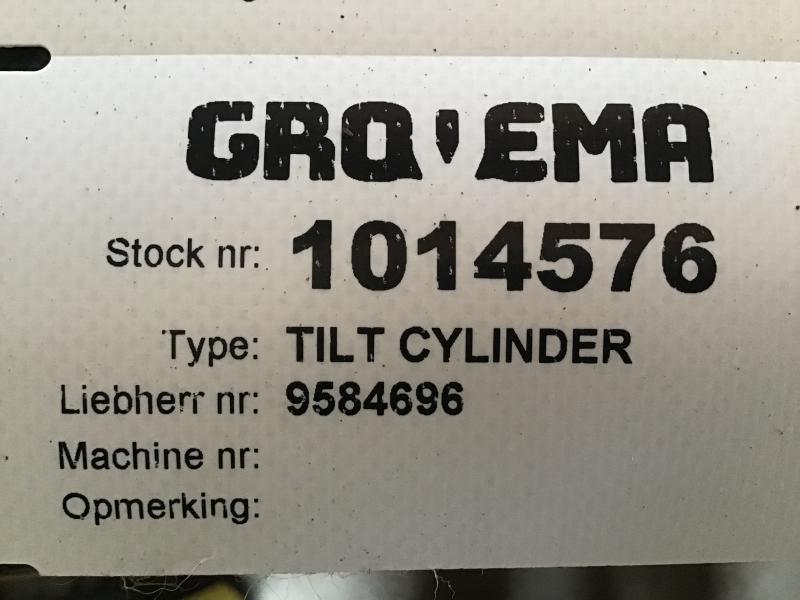 GRO'EMA
Stock nr: 1014576
Type: TILT CYLINDER
Liebherr nr: 9584696
Machine nr:
Opmerking: